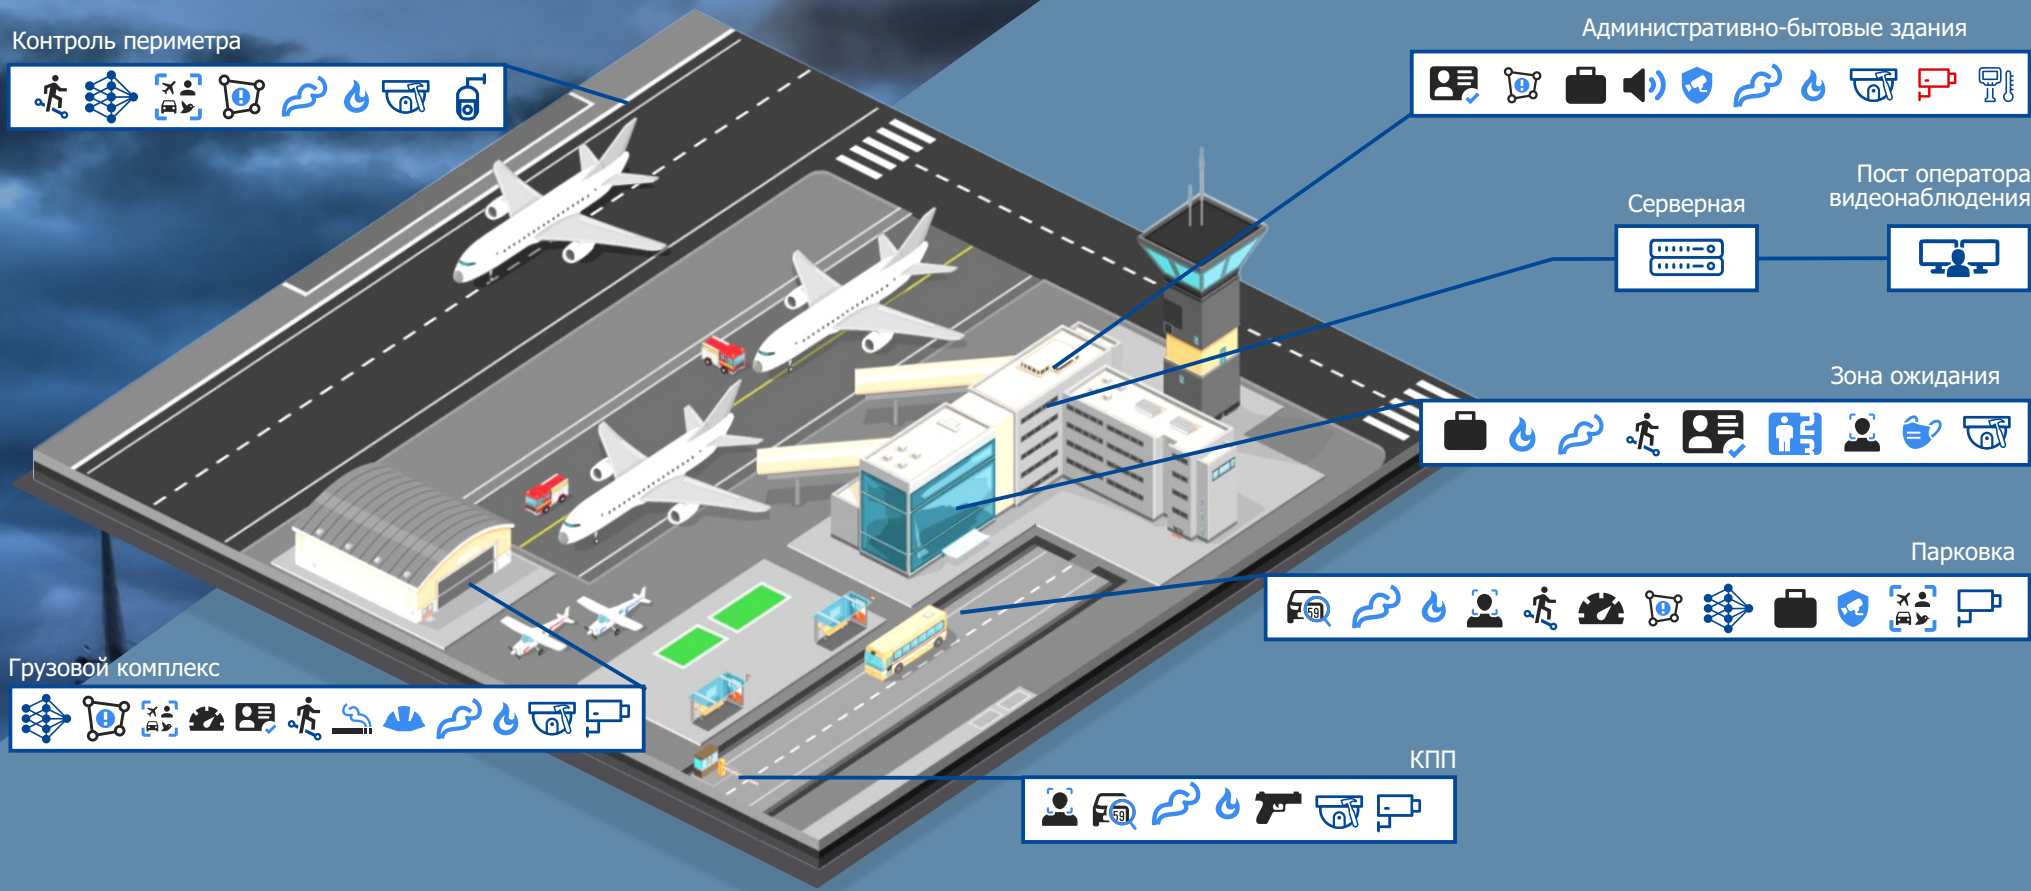 Контроль периметра
Административно-бытовые здания
Пост оператора
видеонаблюдения
Серверная
Зона ожидания
Парковка
59
Грузовой комплекс
КПП
59